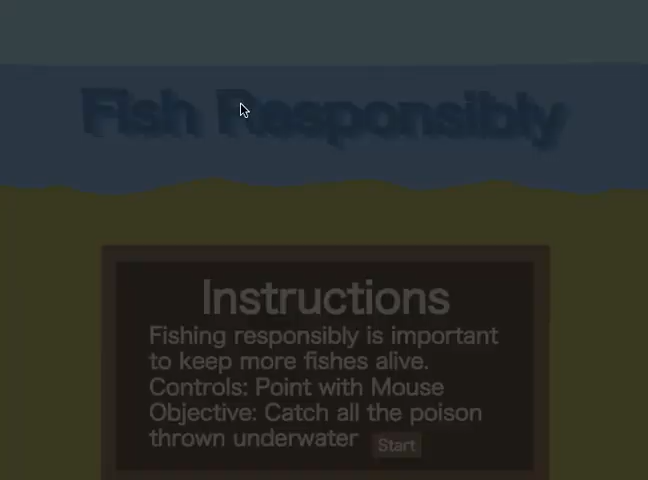 Fish Responsibly
Instructions
Fishing responsibly is important
to keep more fishes alive.
Controls: Point with Mouse
Objective: Catch all the poison
thrown underwater
Start